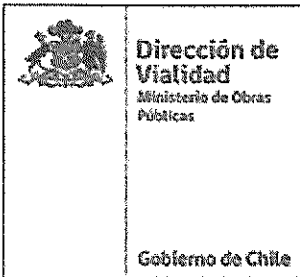 Dirección de
Vialidad
Ministerio de Obras
Públicas
Gobierno de Chile